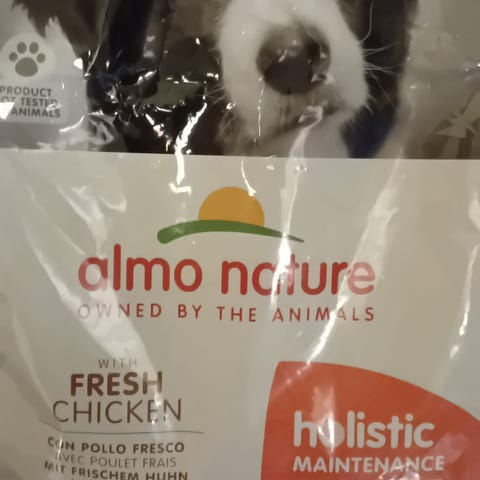 PRODUCT
NOT TESTED
ANIMALS
almo nature
OWNED BY THE ANIMALS
WITH
FRESH
CHICKEN
CON POLLO FRESCO
AVEC POULET FRAIS
MIT FRISCHEM HUHN
holistic
MAINTENANCE